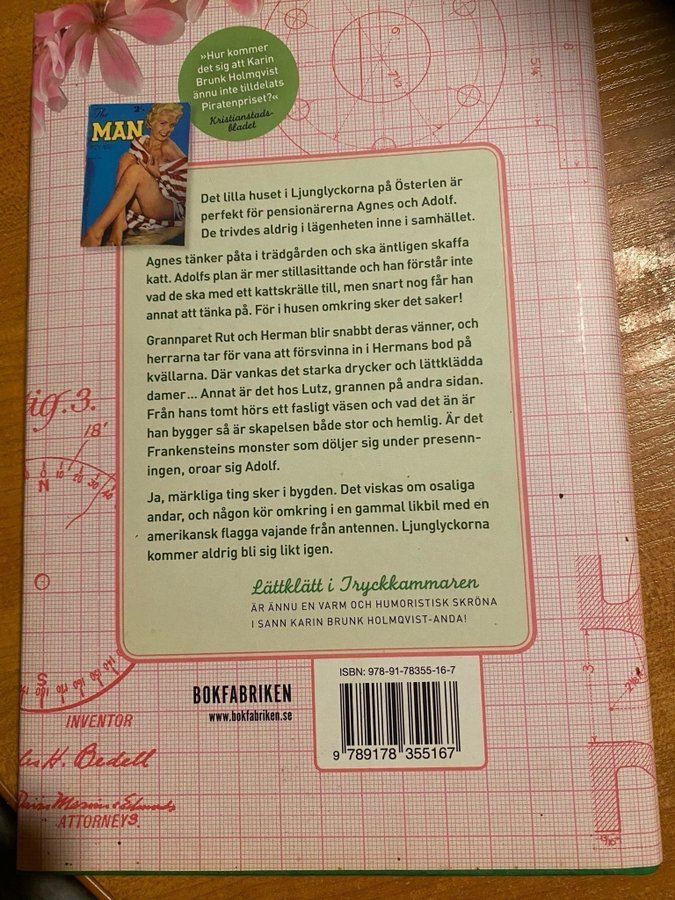 »Hur kommer
det sig att Karin
Brunk Holmqvist
ännu inte tilldelats
Piratenpriset?«
Kristianstads-
bladet
The
MAN
Det lilla huset i Ljunglyckorna på Österlen är
perfekt för pensionärerna Agnes och Adolf.
De trivdes aldrig i lägenheten inne i samhället.
Agnes tänker påta i trädgården och ska äntligen skaffa
katt. Adolfs plan är mer stillasittande och han förstår inte
vad de ska med ett kattskrälle till, men snart nog får han
annat att tänka på. För i husen omkring sker det saker!
Grannparet Rut och Herman blir snabbt deras vänner, och
herrarna tar för vana att försvinna in i Hermans bod på
kvällarna. Där vankas det starka drycker och lättklädda
damer... Annat är det hos Lutz, grannen på andra sidan.
Från hans tomt hörs ett fasligt väsen och vad det än är
han bygger så är skapelsen både stor och hemlig. Är det
Frankensteins monster som döljer sig under presenn-
ingen, oroar sig Adolf.
Ja, märkliga ting sker i bygden. Det viskas om osaliga
andar, och någon kör omkring i en gammal likbil med en
amerikansk flagga vajande från antennen. Ljunglyckorna
kommer aldrig bli sig likt igen.
Lättklätt i Tryckkammaren
ÄR ÄNNU EN VARM OCH HUMORISTISK SKRÖNA
I SANN KARIN BRUNK HOLMQVIST-ANDA!
ig.3.
18'
N
S
INVENTOR
H. Bedell
ATTORNEYS
BOKFABRIKEN
www.bokfabriken.se
ISBN: 978-91-78355-16-7
9 789178 355167